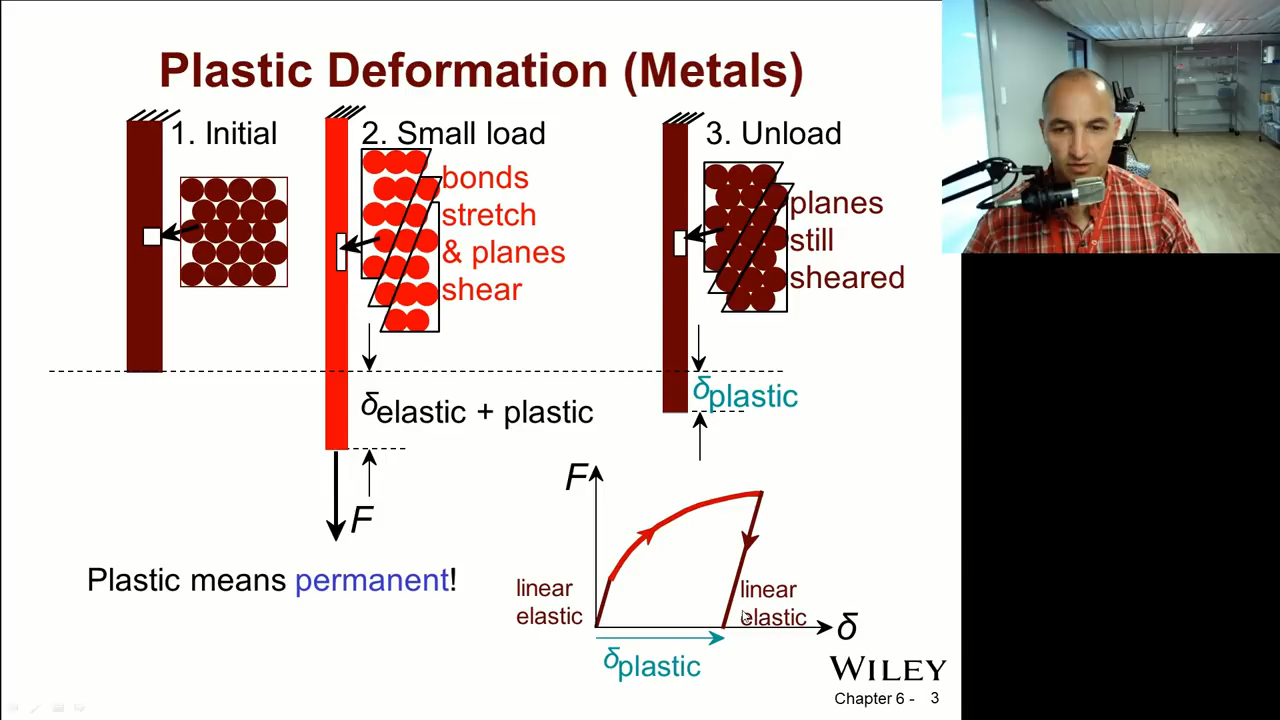 Plastic Deformation (Metals)
1. Initial
2. Small load
bonds
stretch
& planes
shear
3. Unload
planes
still
sheared
δelastic + plastic
δplastic
F
Plastic means permanent!
F
linear
elastic
linear
elastic
δ
δplastic
WILEY
Chapter 6 - 3